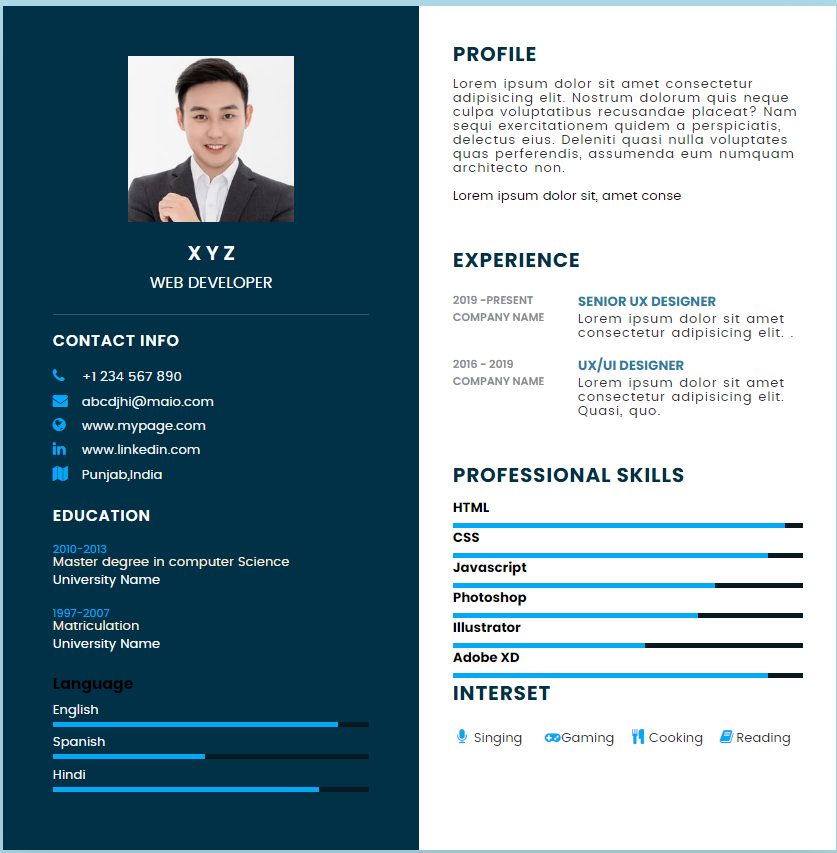 X Y Z
WEB DEVELOPER
CONTACT INFO
+1 234 567 890
abcdjhi@maio.com
www.mypage.com
www.linkedin.com
Punjab,India
EDUCATION
2010-2013
Master degree in computer Science
University Name
1997-2007
Matriculation
University Name
Language
English
Spanish
Hindi
PROFILE
Lorem ipsum dolor sit amet consectetur
adipisicing elit. Nostrum dolorum quis neque
culpa voluptatibus recusandae placeat? Nam
sequi exercitationem quidem a perspiciatis,
delectus eius. Deleniti quasi nulla voluptates
quas perferendis, assumenda eum numquam
architecto non.
Lorem ipsum dolor sit, amet conse
EXPERIENCE
2019 -PRESENT
COMPANY NAME
SENIOR UX DESIGNER
Lorem ipsum dolor sit amet
consectetur adipisicing elit. .
2016 - 2019
COMPANY NAME
UX/UI DESIGNER
Lorem ipsum dolor sit amet
consectetur adipisicing elit.
Quasi, quo.
PROFESSIONAL SKILLS
HTML
CSS
Javascript
Photoshop
Illustrator
Adobe XD
INTERSET
Singing Gaming Cooking Reading